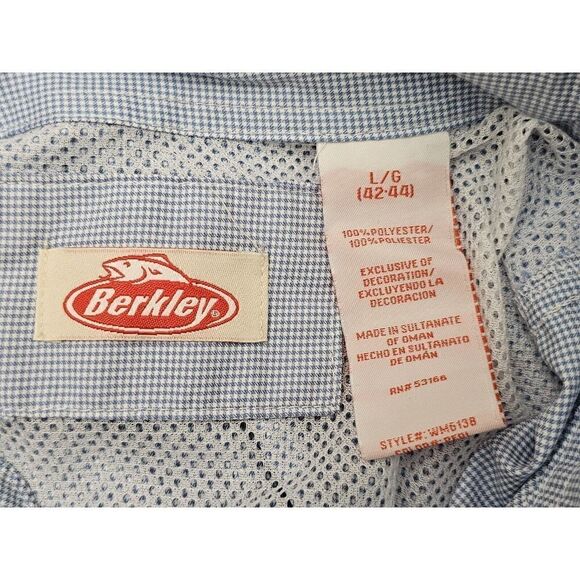 Berkley®
L/G
(42-44)
100% POLYESTER/
100% POLIESTER
EXCLUSIVE OF
DECORATION/
EXCLUYENDO LA
DECORACION
MADE IN SULTANATE
OF OMAN
HECHO EN SULTANATO
DE OMÁN
RN# 53166
STYLE#: WM6138